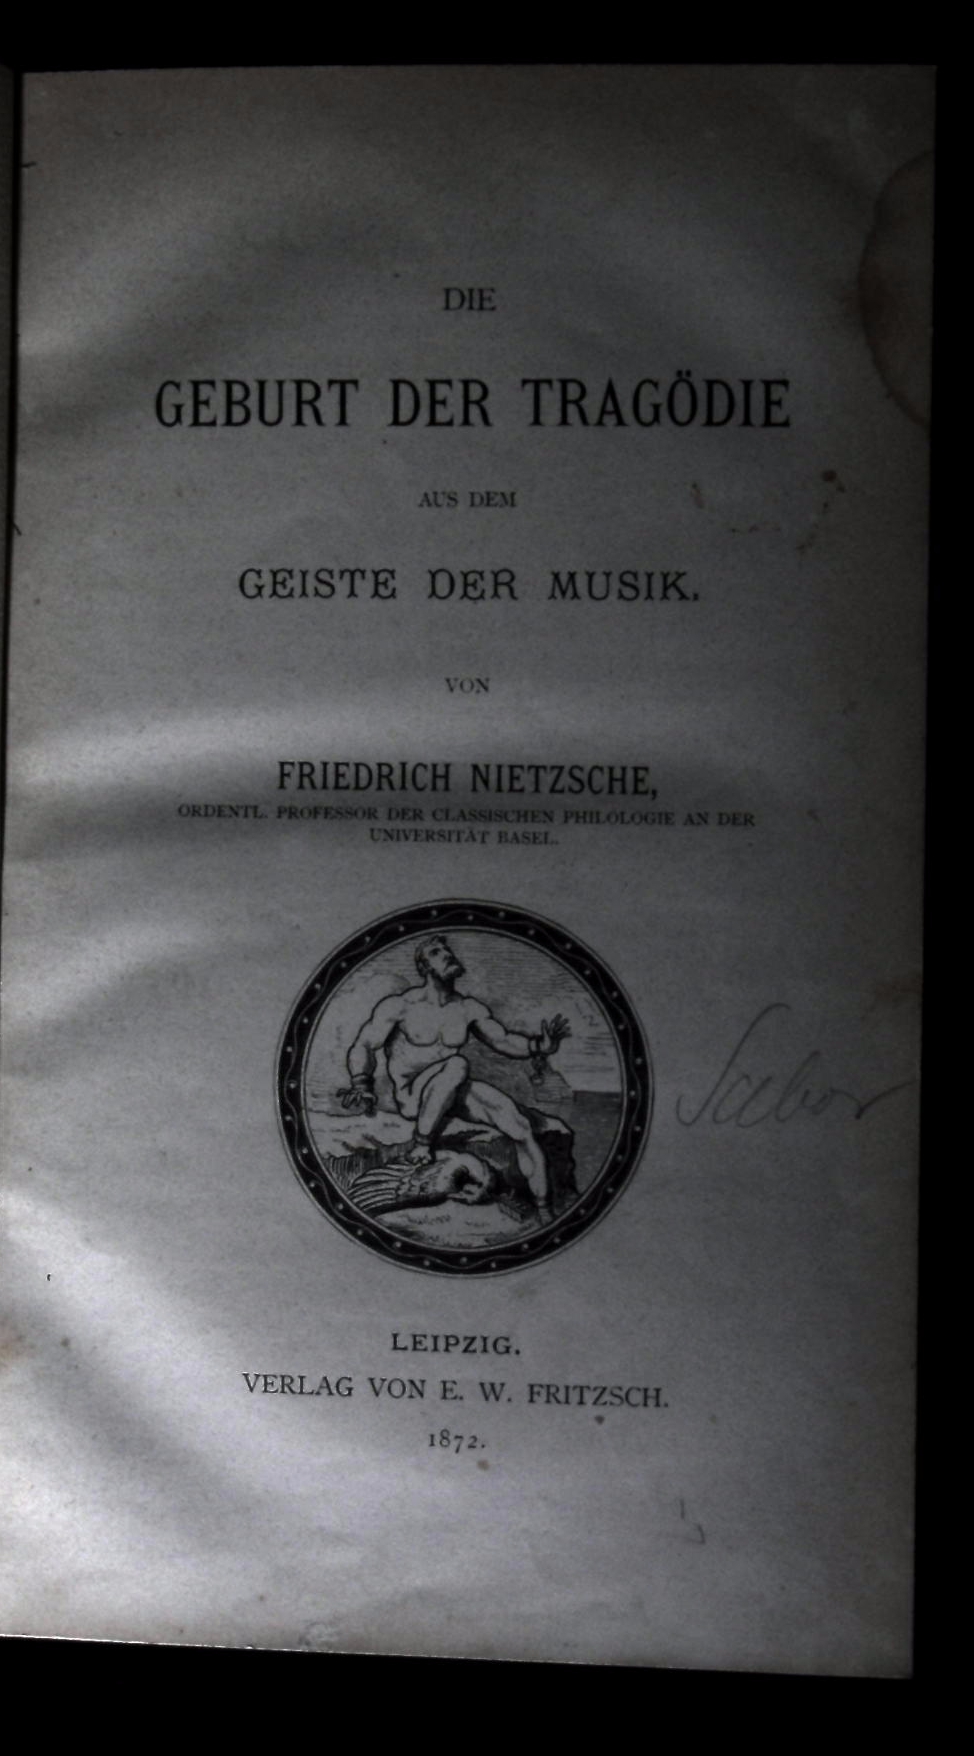 DIE
GEBURT DER TRAGÖDIE
AUS DEM
GEISTE DER MUSIK.
VON
FRIEDRICH NIETZSCHE,
ORDENTL. PROFESSOR DER CLASSISCHEN PHILOLOGIE AN DER
UNIVERSITÄT BASEL.
LEIPZIG.
VERLAG VON E. W. FRITZSCH.
1872.